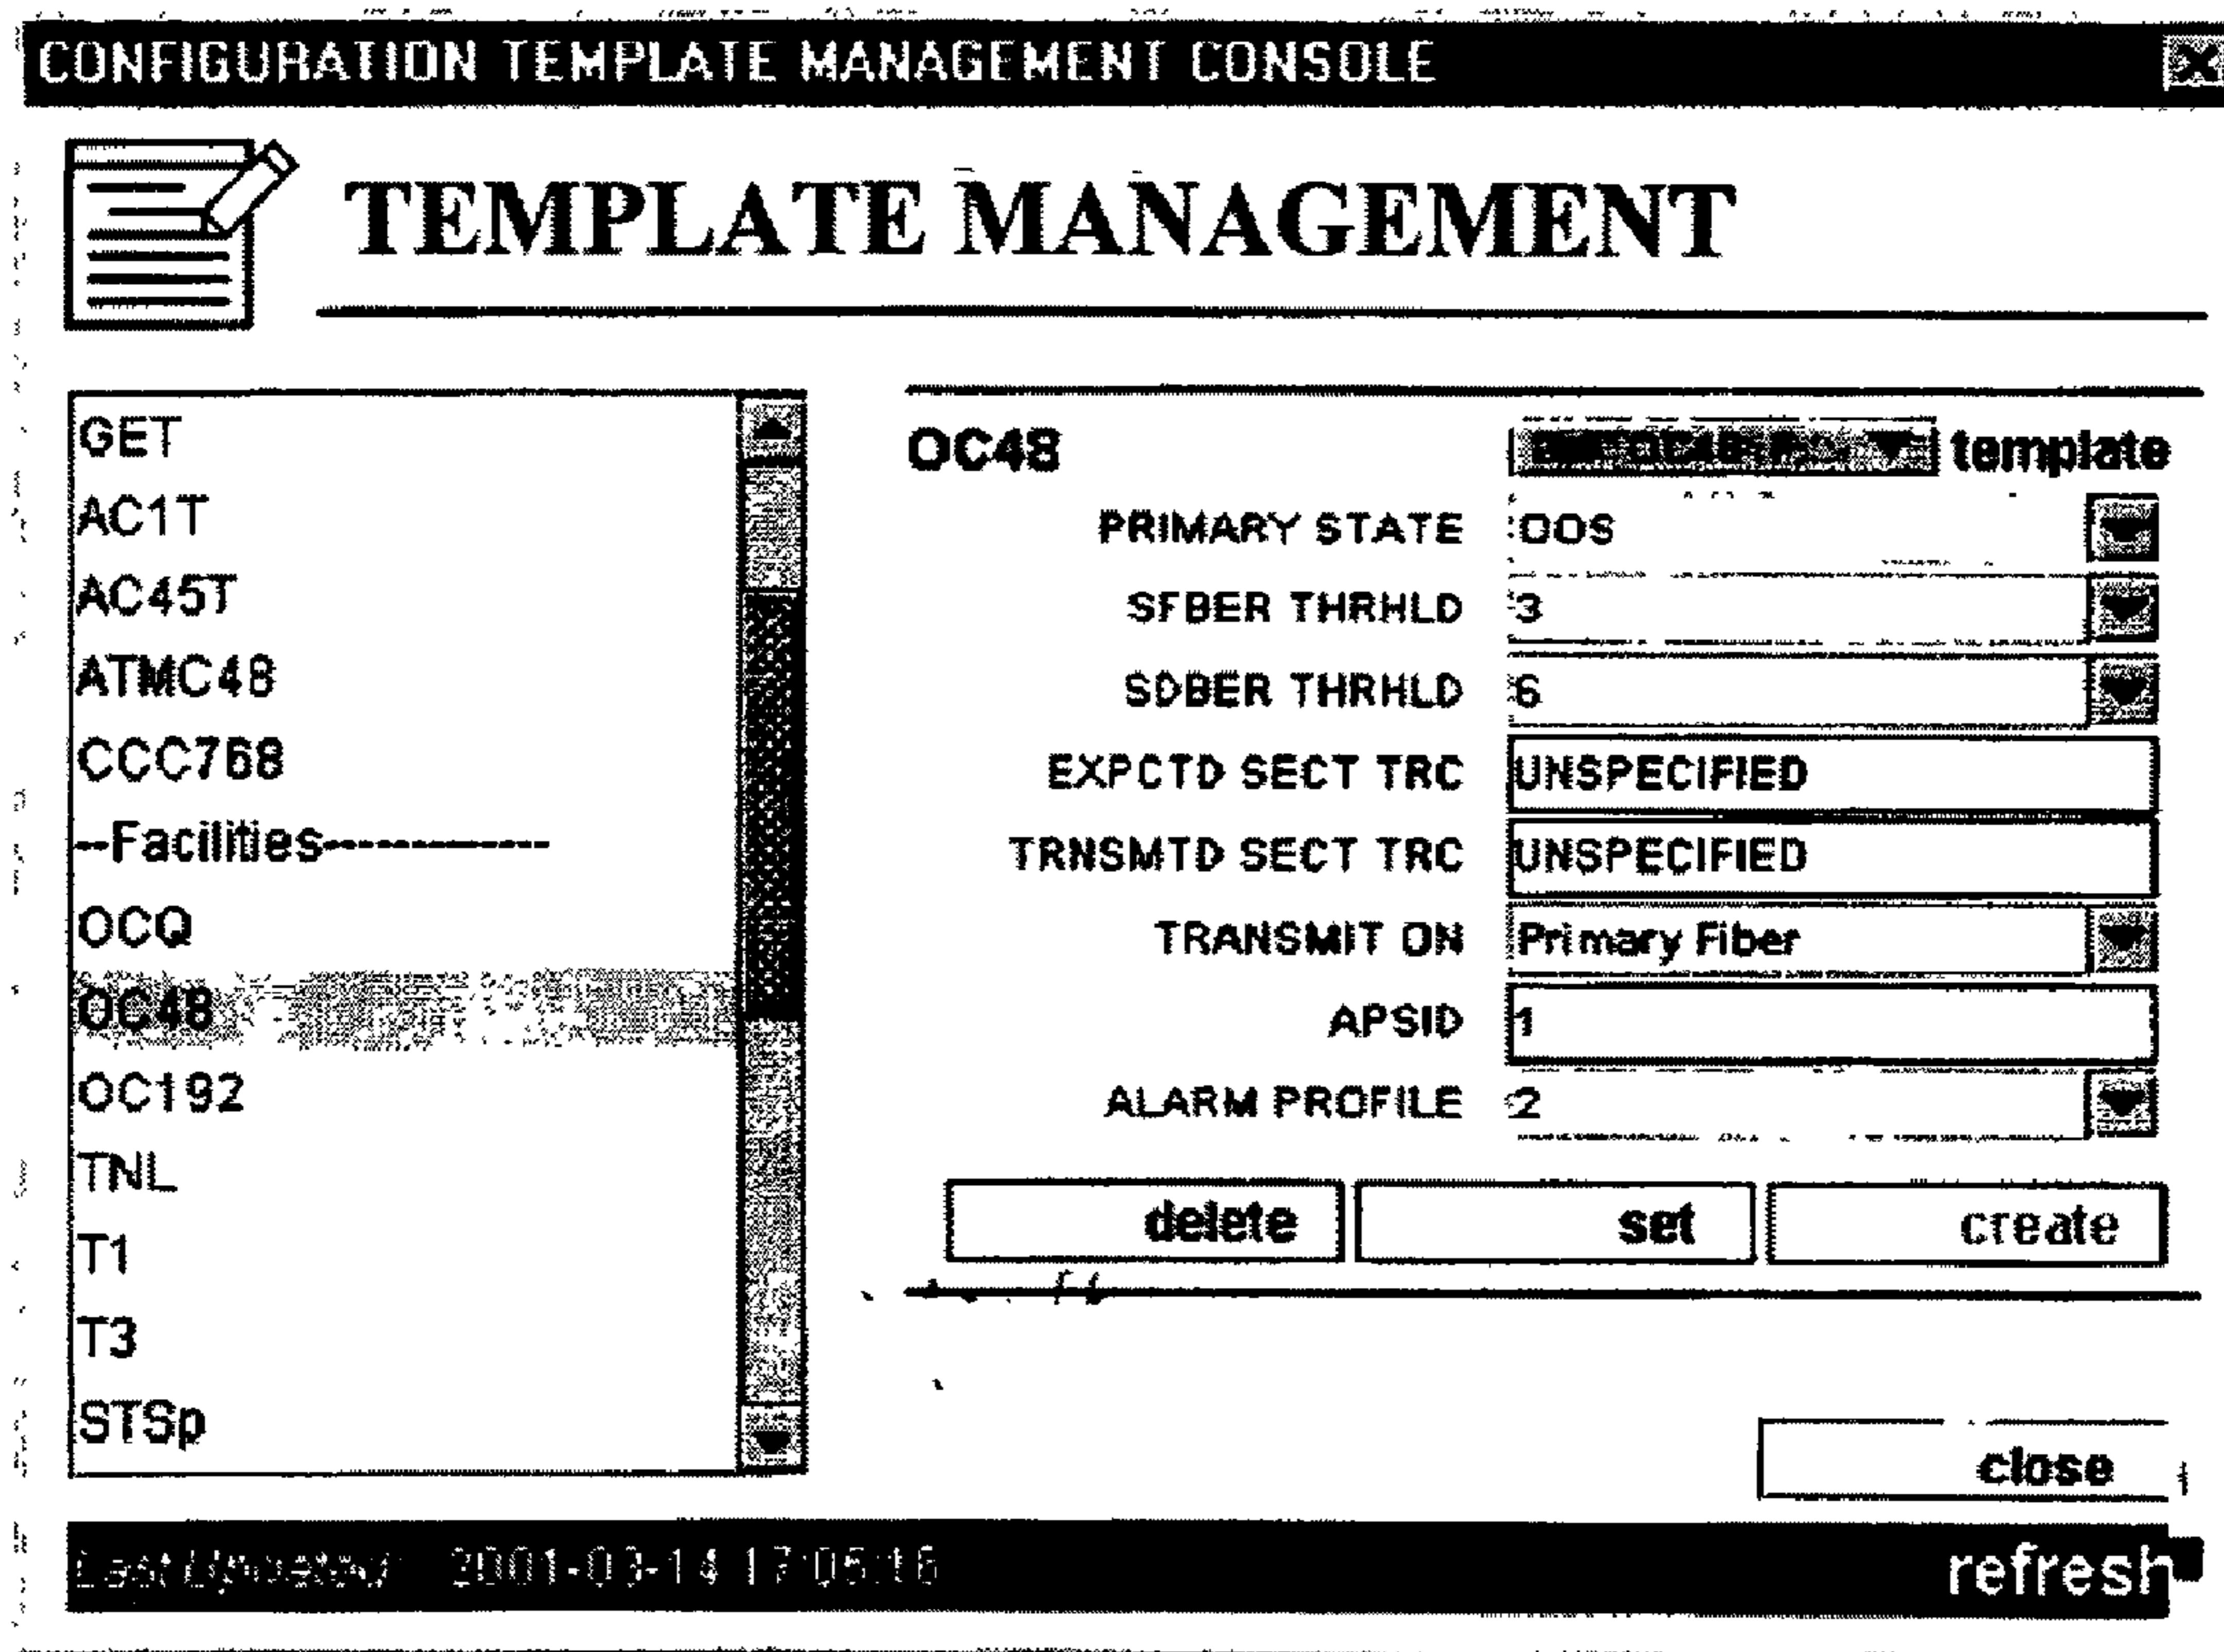 CONFIGURATION TEMPLATE MANAGEMENT CONSOLE
TEMPLATE MANAGEMENT
GET
AC1T
AC45T
ATMC48
CCC768
--Facilities-----------
OCQ
OC48
OC192
TNL
T1
T3
STSp
OC48
template
PRIMARY STATE OOS
SFBER THRHLD 3
SDBER THRHLD 6
EXPCTD SECT TRC UNSPECIFIED
TRNSMTD SECT TRC UNSPECIFIED
TRANSMIT ON Primary Fiber
APSID 1
ALARM PROFILE 2
delete set create
close
refresh